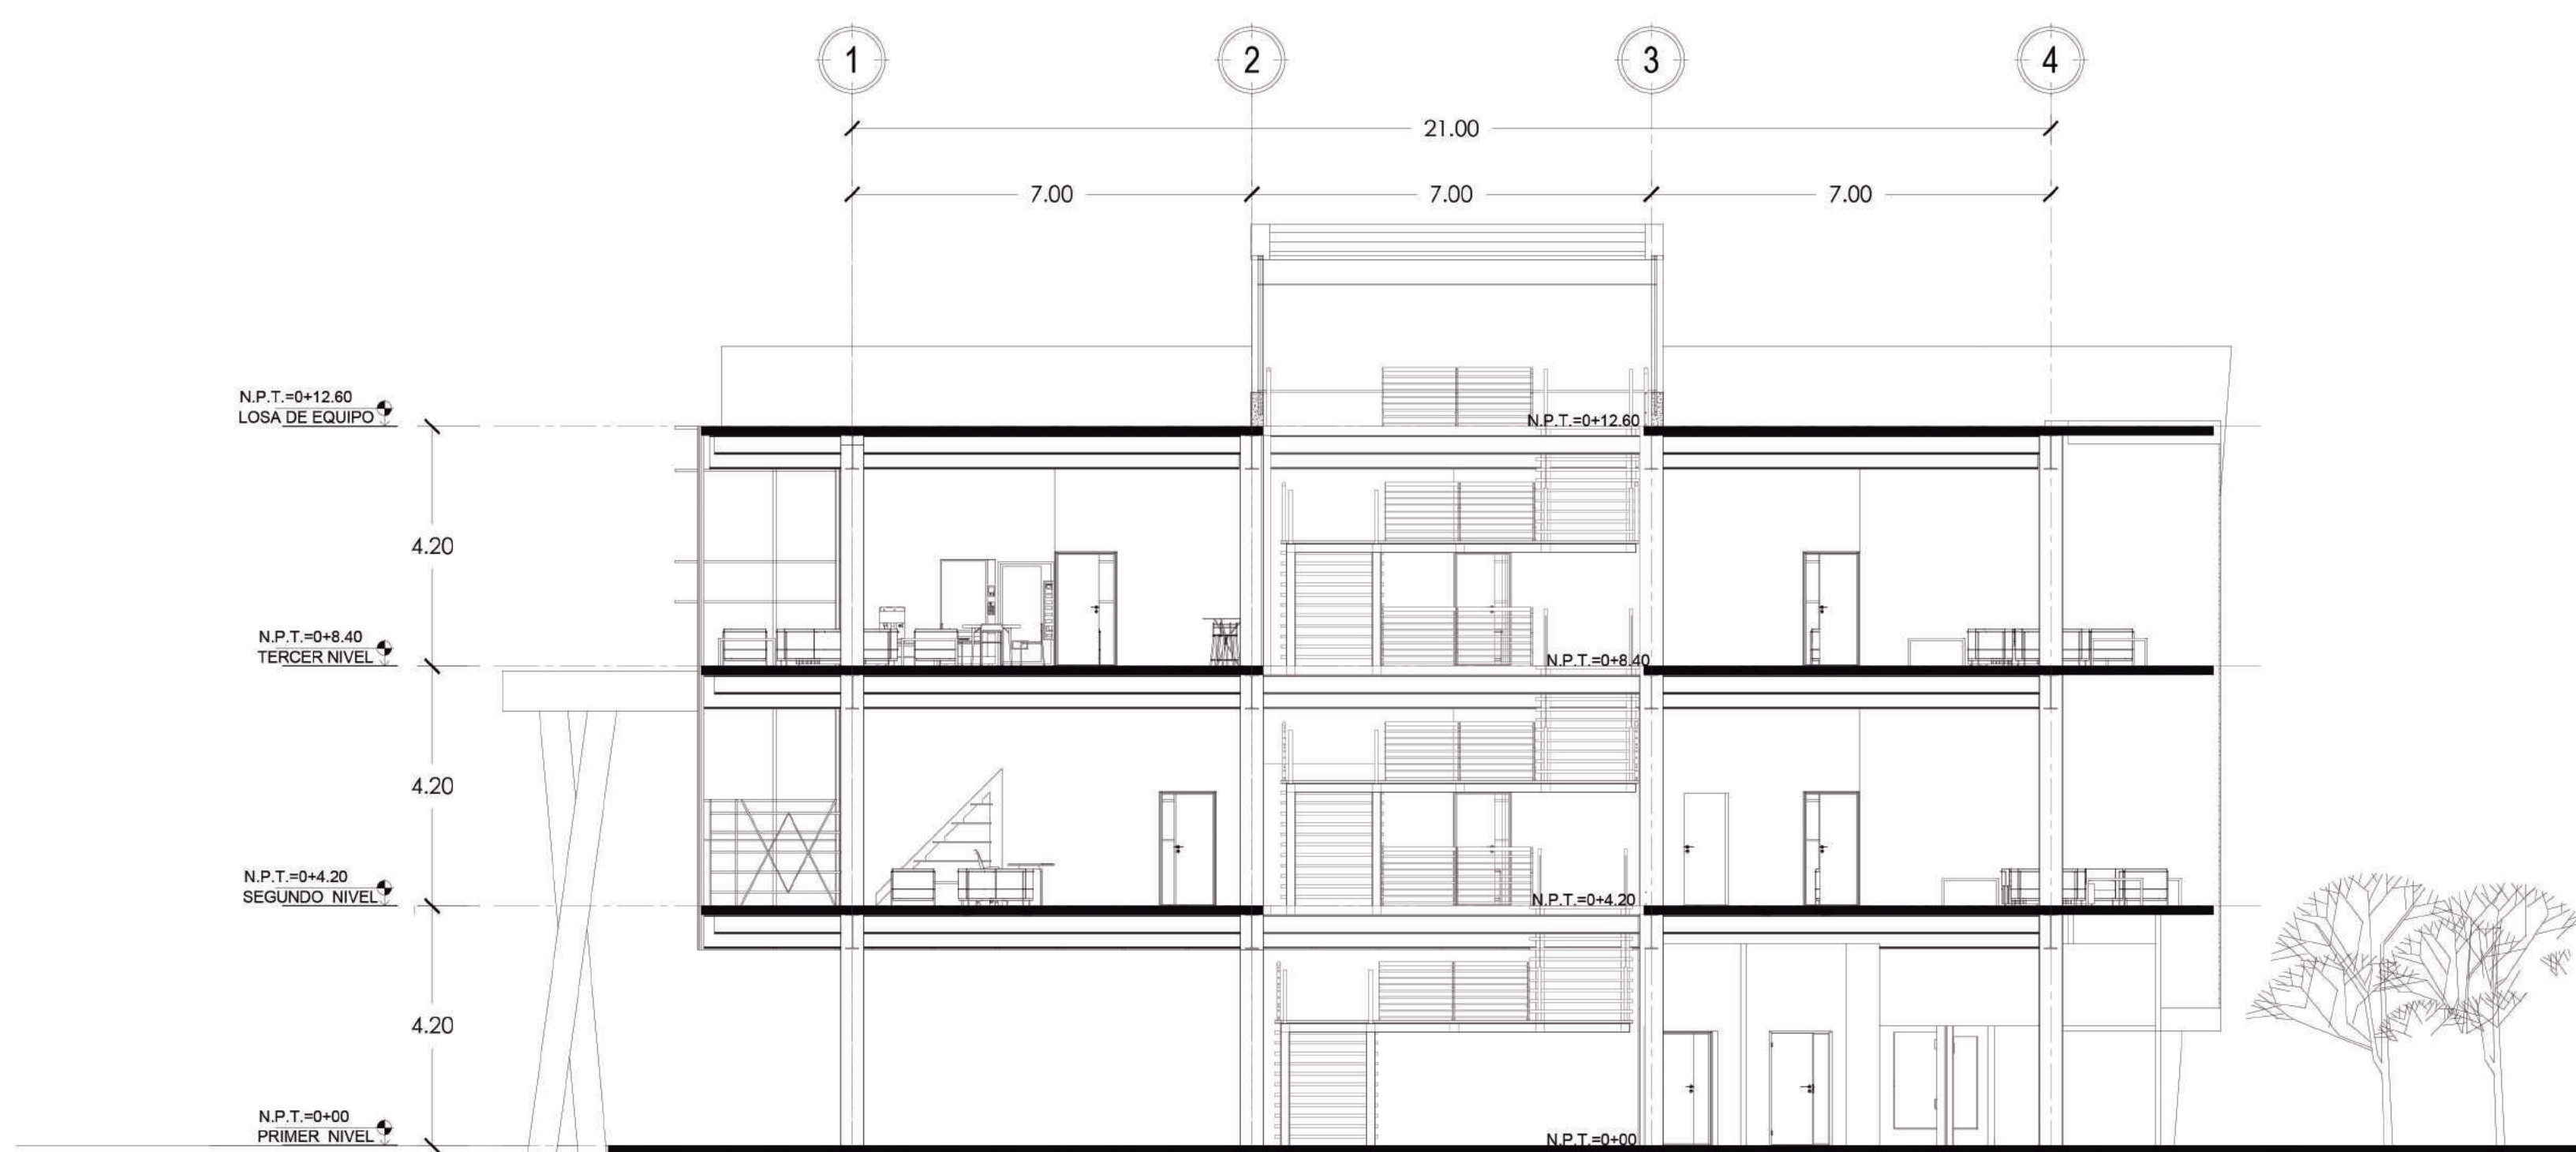 1
2
3
4
21.00
7.00
7.00
7.00
N.P.T.=0+12.60
LOSA DE EQUIPO
N.P.T.=0+12.60
4.20
N.P.T.=0+8.40
TERCER NIVEL
N.P.T.=0+8.40
4.20
N.P.T.=0+4.20
SEGUNDO NIVEL
N.P.T.=0+4.20
4.20
N.P.T.=0+00
PRIMER NIVEL
N.P.T.=0+00